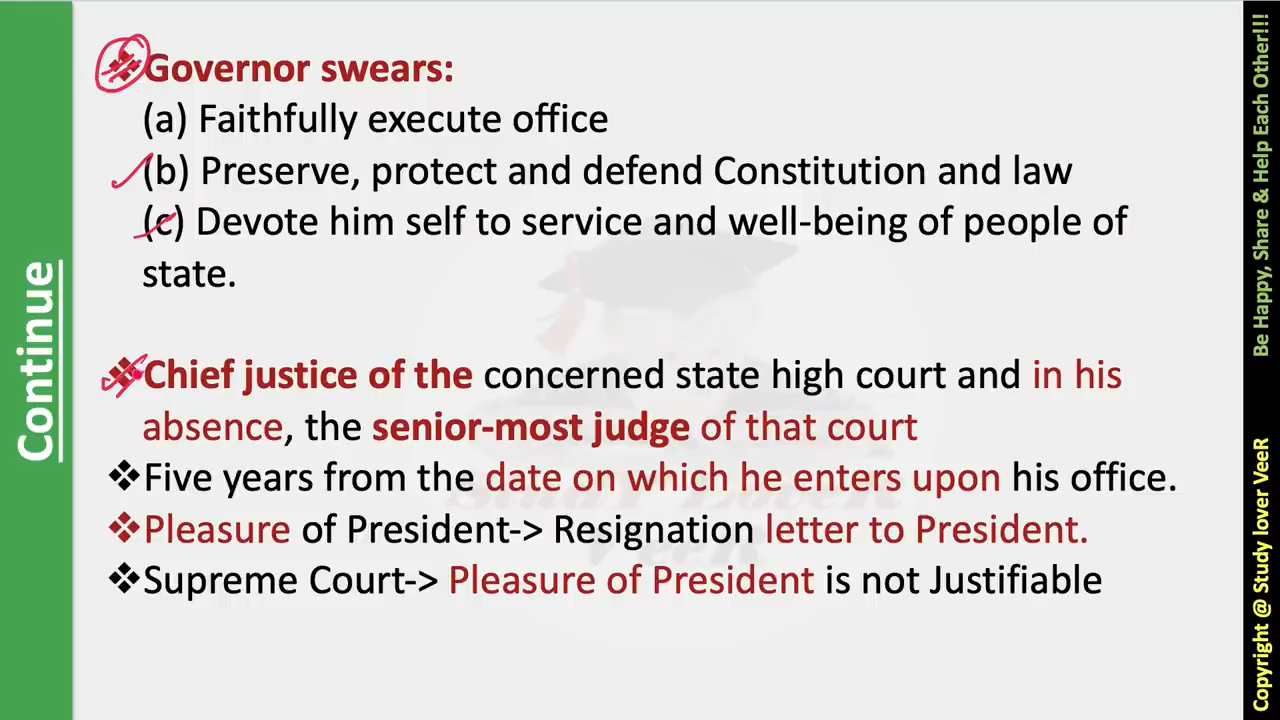 Continue
Governor swears:
(a) Faithfully execute office
(b) Preserve, protect and defend Constitution and law
(c) Devote him self to service and well-being of people of
state.
❖Chief justice of the concerned state high court and in his
absence, the senior-most judge of that court
❖Five years from the date on which he enters upon his office.
❖Pleasure of President-> Resignation letter to President.
❖Supreme Court-> Pleasure of President is not Justifiable
Study LoveR
VeeR
Be Happy, Share & Help Each Other!!!
Copyright @ Study lover VeeR